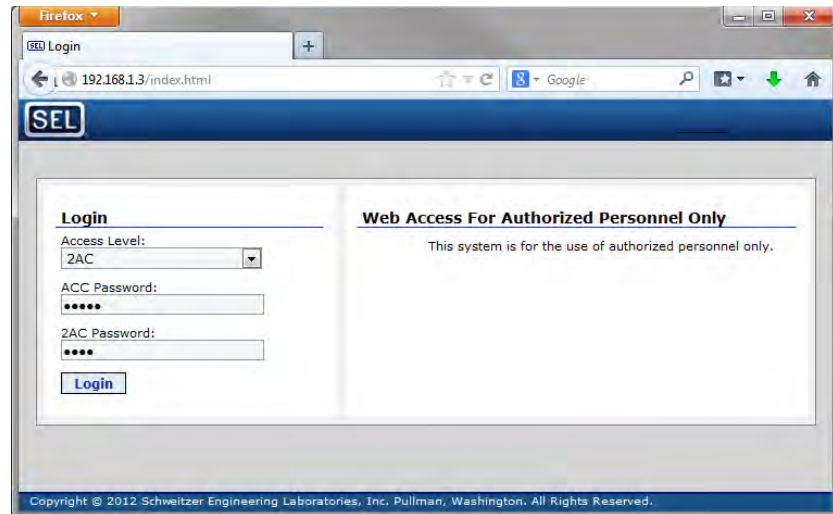 Firefox
SEL Login
192.168.1.3/index.html
Google
SEL
Login
Web Access For Authorized Personnel Only
Access Level:
This system is for the use of authorized personnel only.
2AC
ACC Password:
•••••
2AC Password:
••••
Login
Copyright © 2012 Schweitzer Engineering Laboratories, Inc. Pullman, Washington. All Rights Reserved.